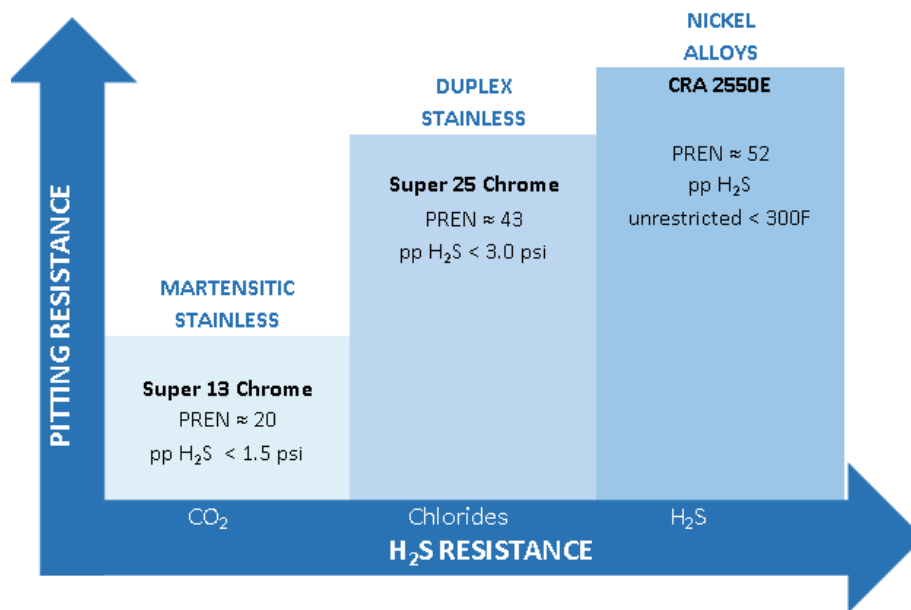 PITTING RESISTANCE
MARTENSITIC
STAINLESS
Super 13 Chrome
PREN ≈ 20
pp H₂S < 1.5 psi
DUPLEX
STAINLESS
Super 25 Chrome
PREN ≈ 43
pp H₂S < 3.0 psi
NICKEL
ALLOYS
CRA 2550E
PREN ≈ 52
pp H₂S
unrestricted < 300F
CO₂
Chlorides
H₂S
H₂S RESISTANCE